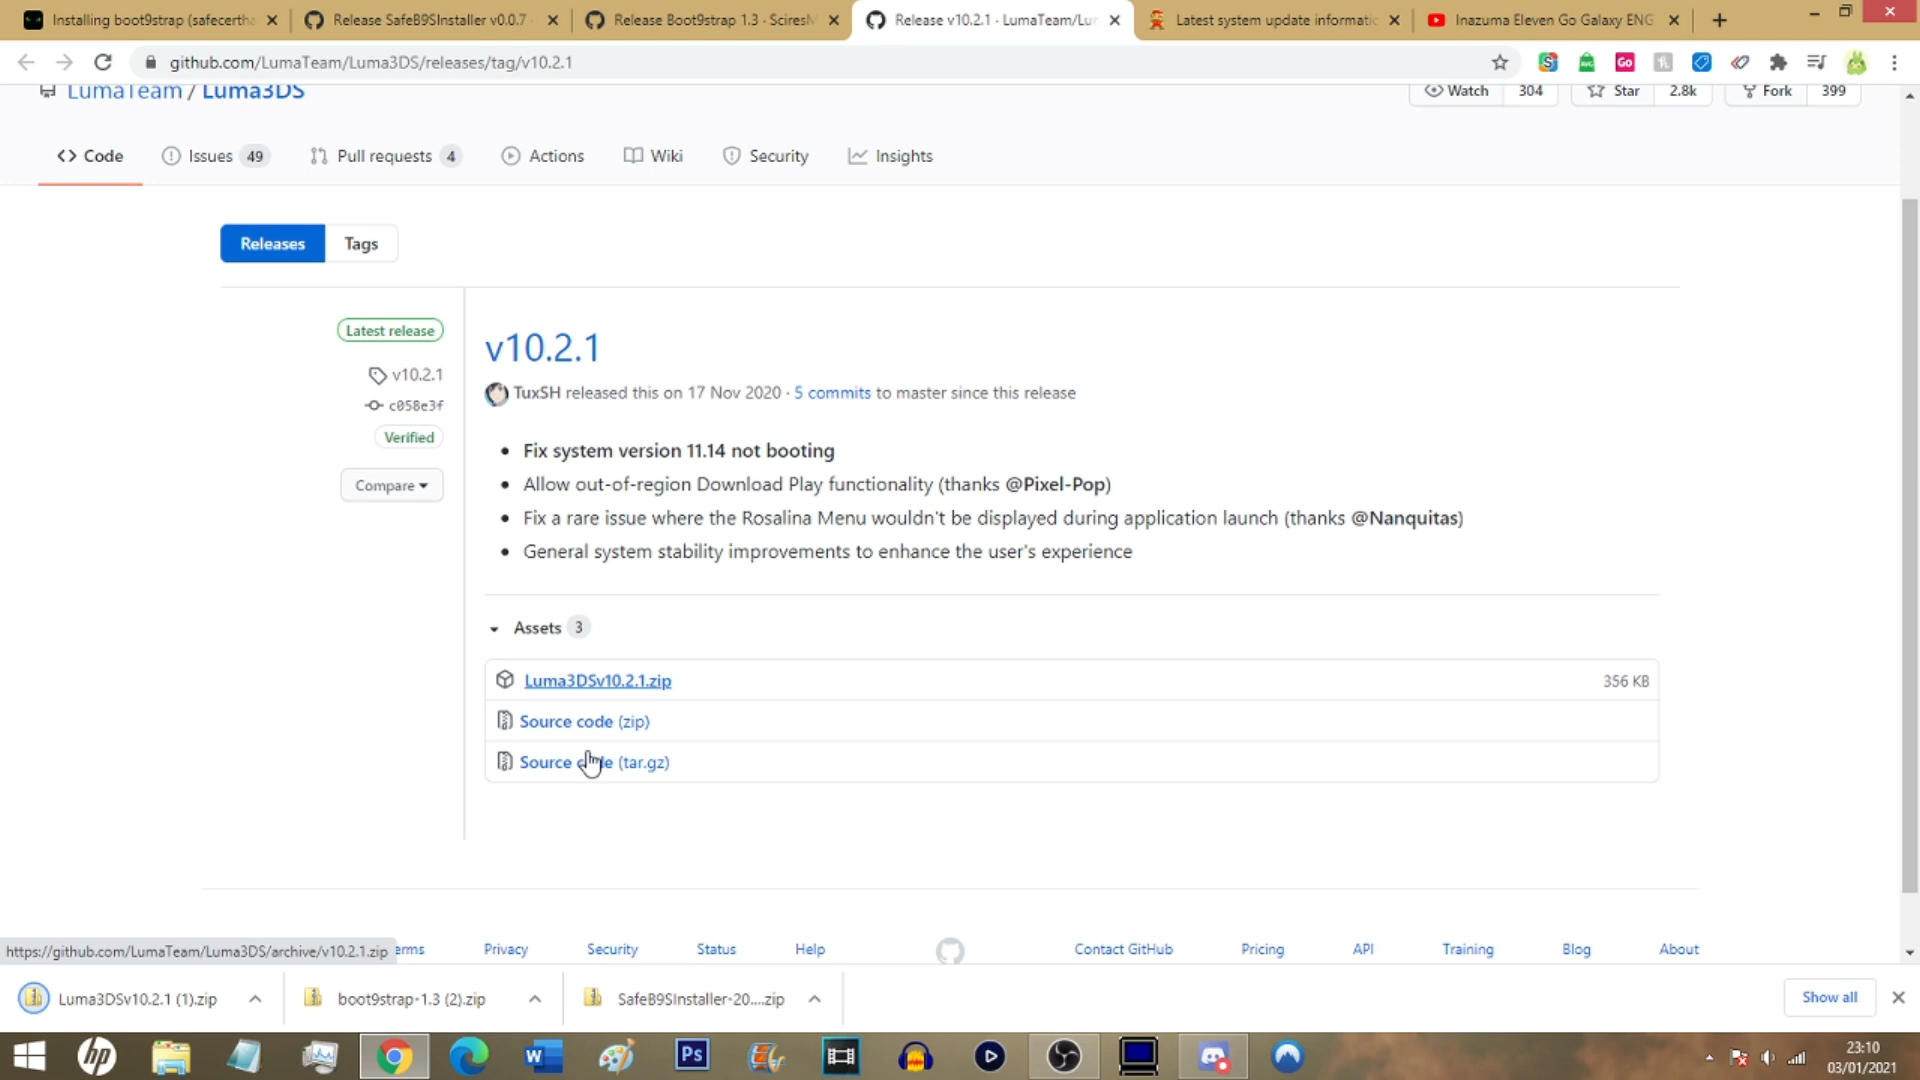 Installing boot9strap (safecertha
Release SafeB9SInstaller v0.0.7 ·
Release Boot9strap 1.3 · SciresM
Release v10.2.1 · LumaTeam/Lu
Latest system update informatic
Inazuma Eleven Go Galaxy ENG
github.com/LumaTeam/Luma3DS/releases/tag/v10.2.1
Go
LumaTeam / Luma3DS
Watch 304
Star 2.8k
Fork 399
<> Code
Issues 49
Pull requests 4
Actions
Wiki
Security
Insights
Releases
Tags
Latest release
v10.2.1
c058e3f
Verified
Compare
v10.2.1
TuxSH released this on 17 Nov 2020 · 5 commits to master since this release
• Fix system version 11.14 not booting
• Allow out-of-region Download Play functionality (thanks @Pixel-Pop)
• Fix a rare issue where the Rosalina Menu wouldn't be displayed during application launch (thanks @Nanquitas)
• General system stability improvements to enhance the user's experience
Assets 3
Luma3DSv10.2.1.zip
356 KB
Source code (zip)
Source code (tar.gz)
https://github.com/LumaTeam/Luma3DS/archive/v10.2.1.zip
erms
Privacy
Security
Status
Help
Contact GitHub
Pricing
API
Training
Blog
About
Luma3DSv10.2.1 (1).zip
boot9strap-1.3 (2).zip
SafeB9SInstaller-20....zip
Show all
hp
W
Ps
23:10
03/01/2021